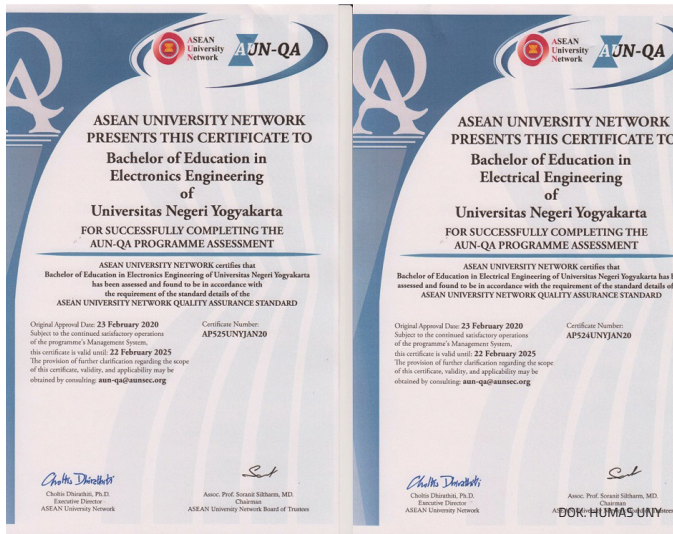 ASEAN
University
Network
AUN-QA
ASEAN UNIVERSITY NETWORK
PRESENTS THIS CERTIFICATE TO
Bachelor of Education in
Electronics Engineering
of
Universitas Negeri Yogyakarta
FOR SUCCESSFULLY COMPLETING THE
AUN-QA PROGRAMME ASSESSMENT
ASEAN UNIVERSITY NETWORK certifies that
Bachelor of Education in Electronics Engineering of Universitas Negeri Yogyakarta
has been assessed and found to be in accordance with
the requirement of the standard details of the
ASEAN UNIVERSITY NETWORK QUALITY ASSURANCE STANDARD
Original Approval Date: 23 February 2020
Subject to the continued satisfactory operations
of the programme's Management System,
this certificate is valid until: 22 February 2025
The provision of further clarification regarding the scope
of this certificate, validity, and applicability may be
obtained by consulting: aun-qa@aunsec.org
Certificate Number:
AP525UNYJAN20
Choltis Dhirathiti
Choltis Dhirathiti, Ph.D.
Executive Director
ASEAN University Network
Assoc. Prof. Soranit Siltharm, MD.
Chairman
ASEAN University Network Board of Trustees
ASEAN
University
Network
AUN-QA
ASEAN UNIVERSITY NETWORK
PRESENTS THIS CERTIFICATE TO
Bachelor of Education in
Electrical Engineering
of
Universitas Negeri Yogyakarta
FOR SUCCESSFULLY COMPLETING THE
AUN-QA PROGRAMME ASSESSMENT
ASEAN UNIVERSITY NETWORK certifies that
Bachelor of Education in Electrical Engineering of Universitas Negeri Yogyakarta has
assessed and found to be in accordance with the requirement of the standard details of
ASEAN UNIVERSITY NETWORK QUALITY ASSURANCE STANDARD
Original Approval Date: 23 February 2020
Subject to the continued satisfactory operations
of the programme's Management System,
this certificate is valid until: 22 February 2025
The provision of further clarification regarding the scope
of this certificate, validity, and applicability may be
obtained by consulting: aun-qa@aunsec.org
Certificate Number:
AP524UNYJAN20
Choltis Dhirathiti
Choltis Dhirathiti, Ph.D.
Executive Director
ASEAN University Network
Assoc. Prof. Soranit Siltharm, MD.
Chairman
DOK. HUMAS UNY